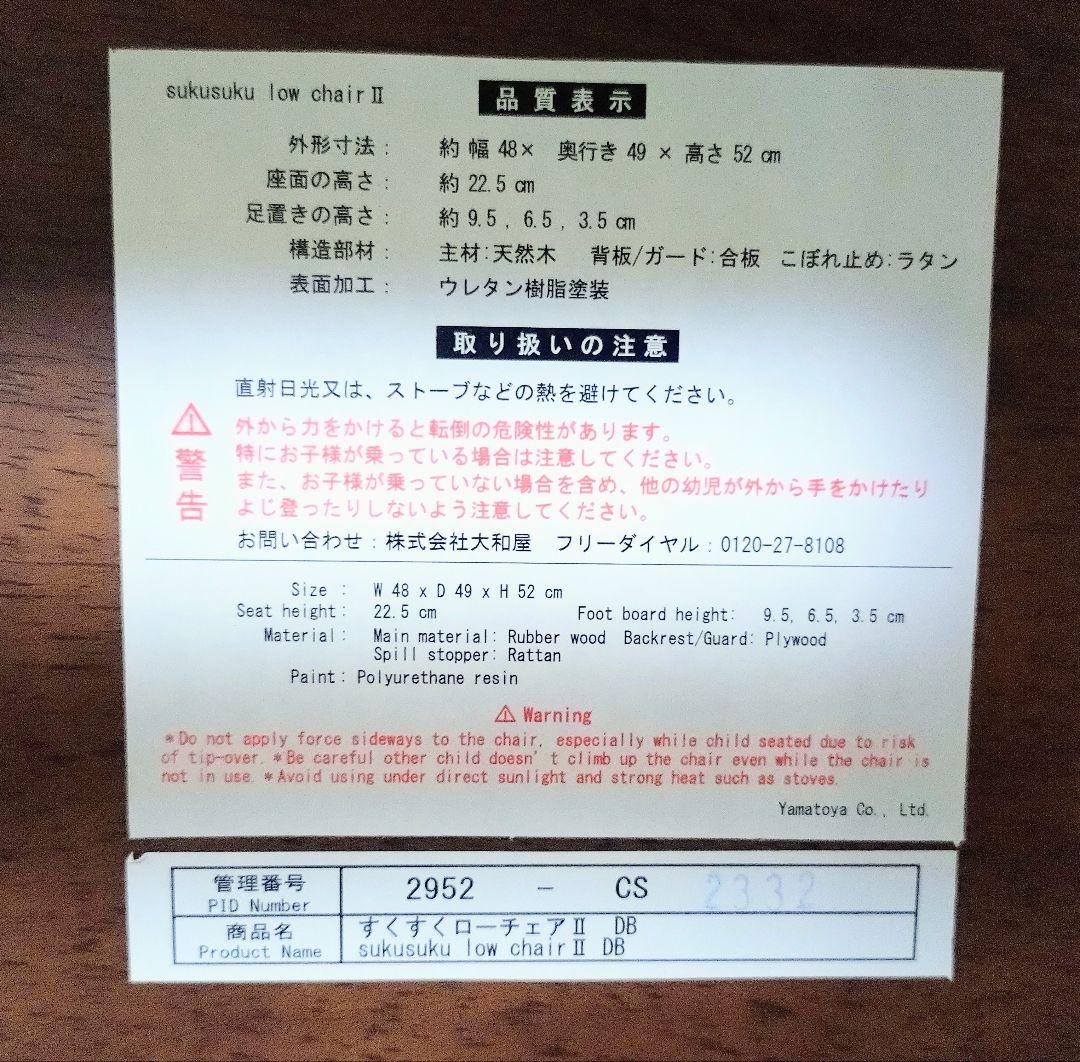 sukusuku low chairⅡ
品質表示
外形寸法： 約 幅 48× 奥行き 49 × 高さ 52 ㎝
座面の高さ： 約 22.5 ㎝
足置きの高さ： 約 9.5 , 6.5 , 3.5 ㎝
構造部材： 主材:天然木 背板/ガード:合板 こぼれ止め:ラタン
表面加工： ウレタン樹脂塗装
取り扱いの注意
直射日光又は、ストーブなどの熱を避けてください。
警告
外から力をかけると転倒の危険性があります。
特にお子様が乗っている場合は注意してください。
また、お子様が乗っていない場合を含め、他の幼児が外から手をかけたり
よじ登ったりしないよう注意してください。
お問い合わせ：株式会社大和屋 フリーダイヤル：0120-27-8108
Size : W 48 x D 49 x H 52 cm
Seat height: 22.5 cm Foot board height: 9.5, 6.5, 3.5 cm
Material: Main material: Rubber wood Backrest/Guard: Plywood
Spill stopper: Rattan
Paint: Polyurethane resin
⚠ Warning
*Do not apply force sideways to the chair, especially while child seated due to risk
of tip-over. *Be careful other child doesn't climb up the chair even while the chair is
not in use. *Avoid using under direct sunlight and strong heat such as stoves.
Yamatoya Co., Ltd.
管理番号 2952 - CS 2332
PID Number
商品名 すくすくローチェアⅡ DB
Product Name sukusuku low chairⅡ DB